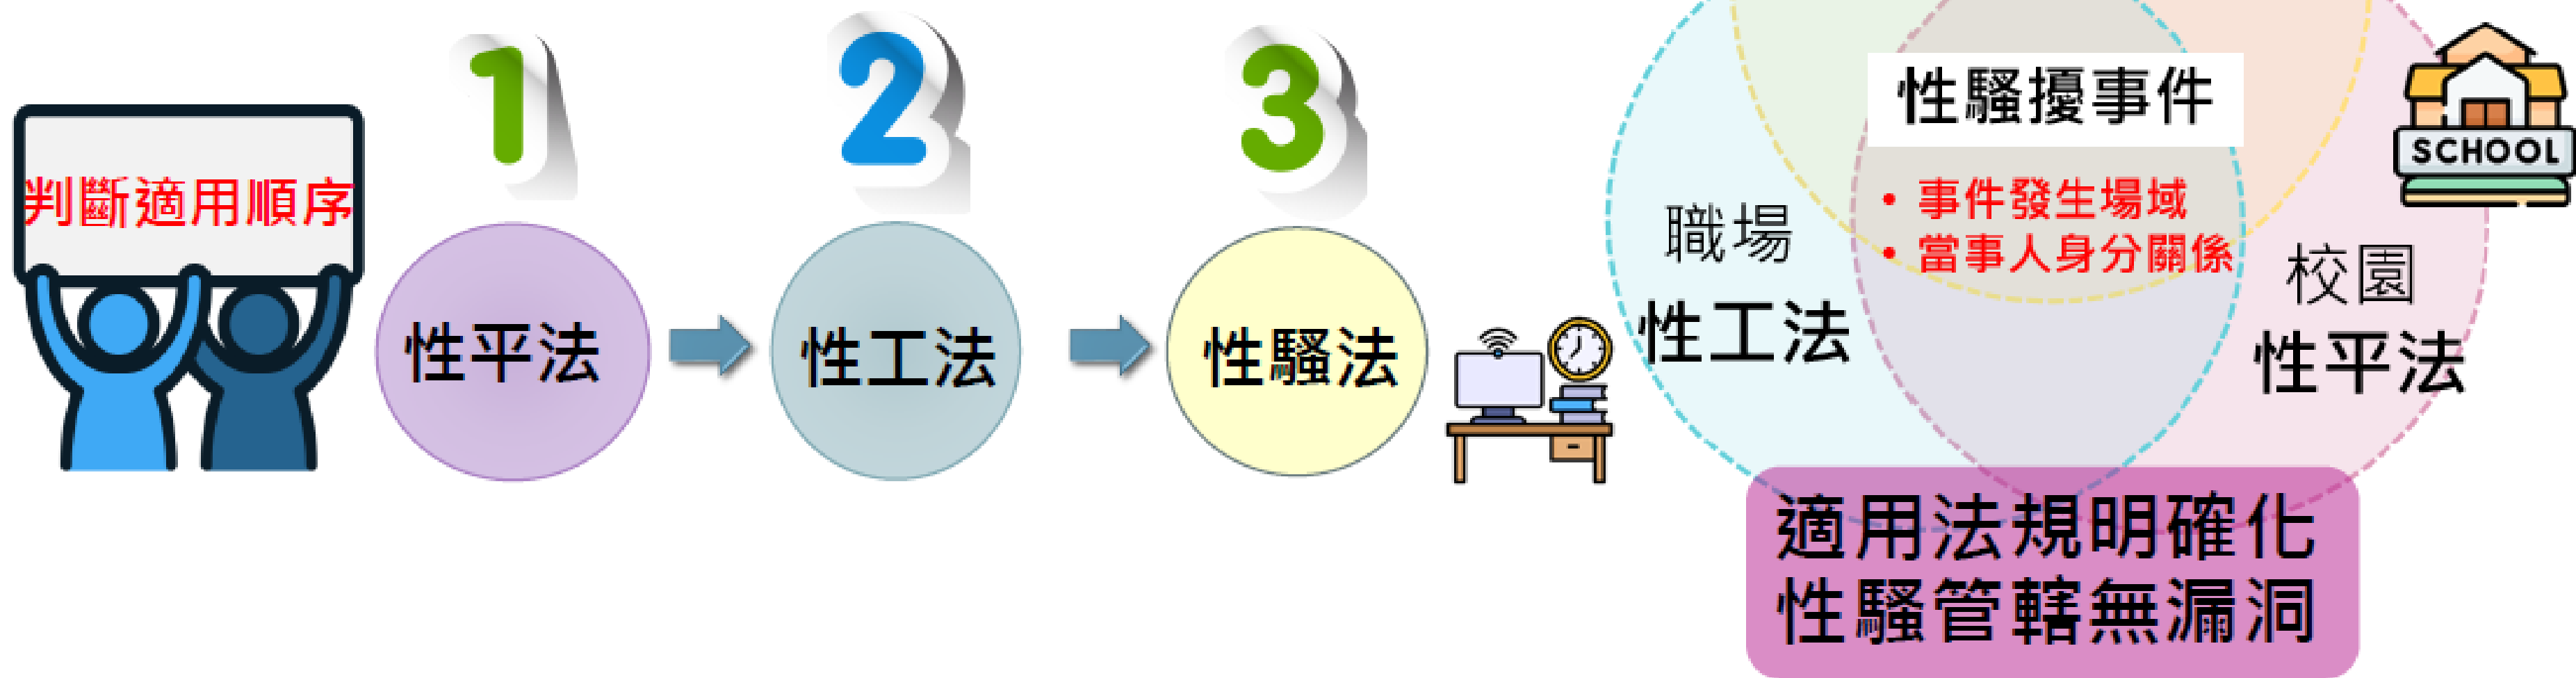 判斷適用順序
1
2
3
性平法
性工法
性騷法
性騷擾事件
• 事件發生場域
• 當事人身分關係
職場
性工法
SCHOOL
校園
性平法
適用法規明確化
性騷管轄無漏洞